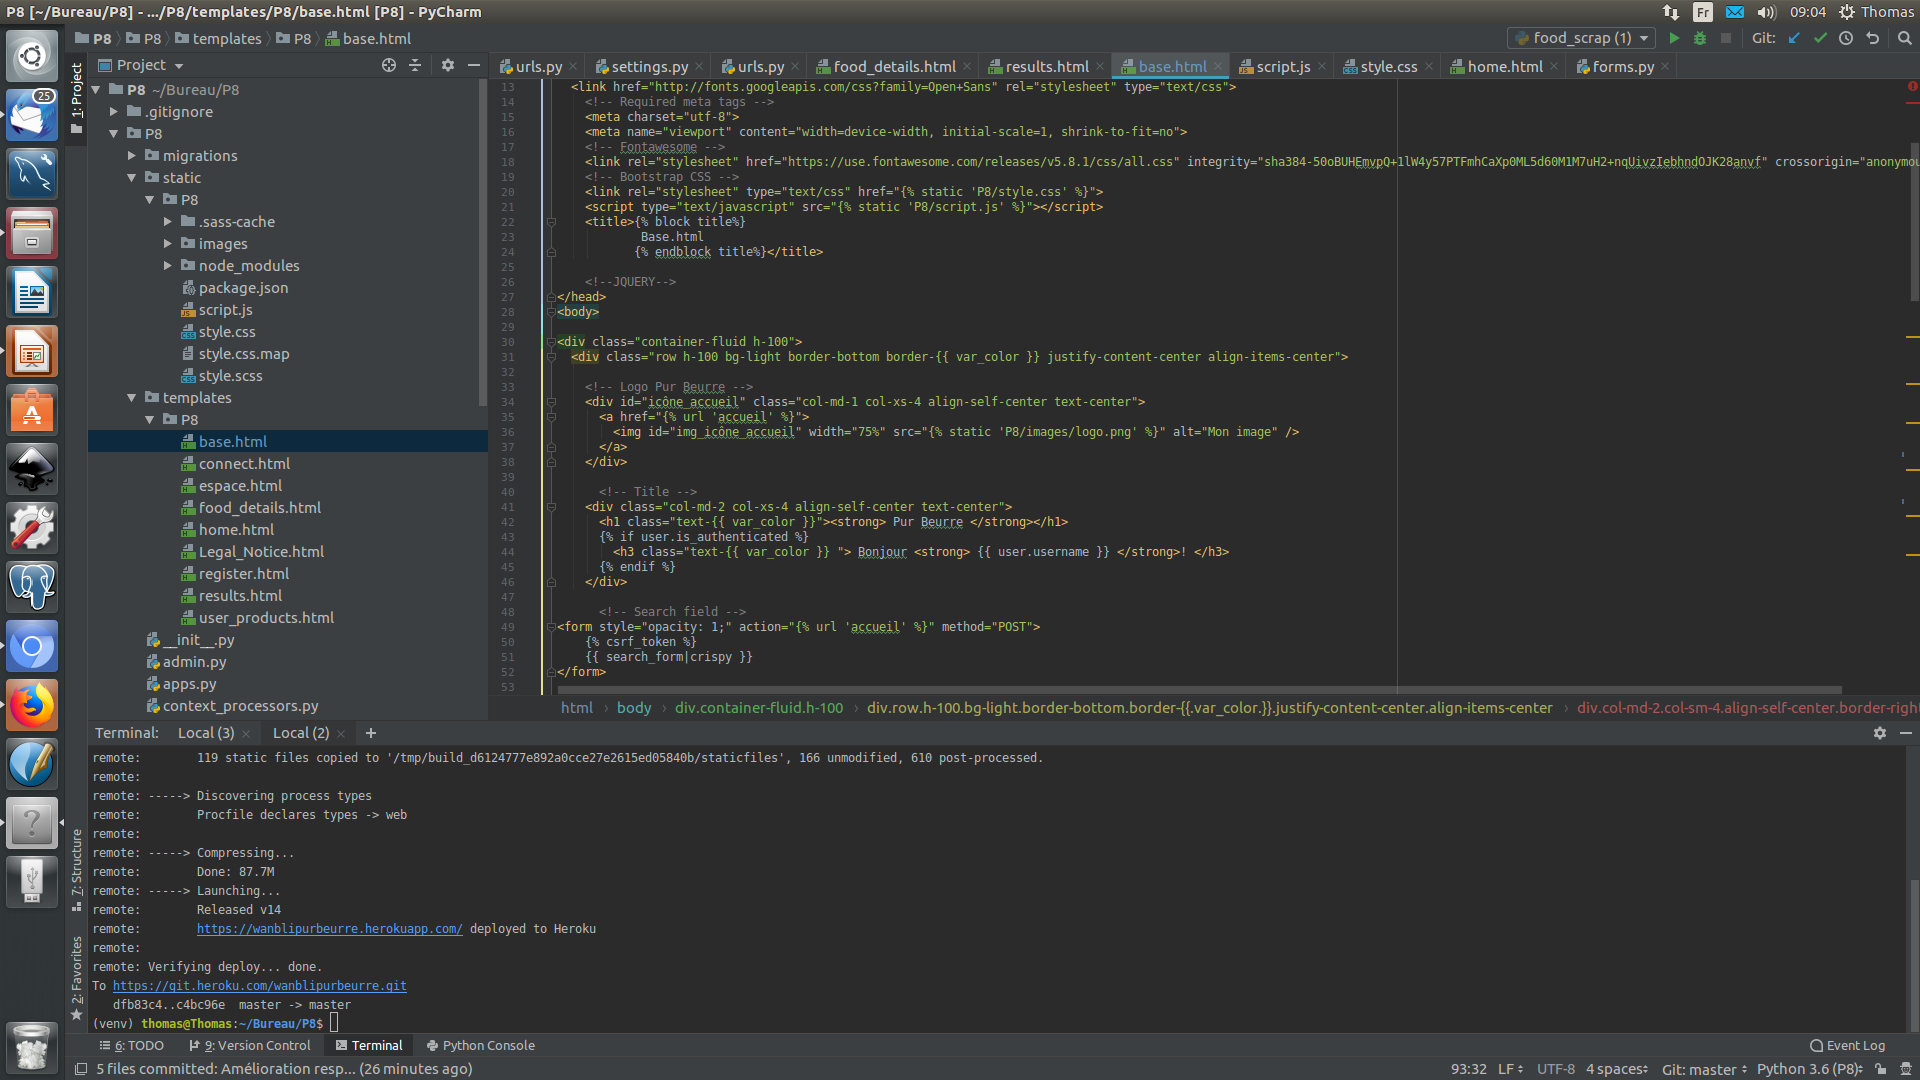 P8 [~/Bureau/P8] - .../P8/templates/P8/base.html [P8] - PyCharm
Fr 09:04 Thomas
P8 P8 templates P8 base.html
food_scrap (1) Git:
Project
urls.py settings.py urls.py food_details.html results.html base.html script.js style.css home.html forms.py
1: Project
25
P8 ~/Bureau/P8
.gitignore
P8
migrations
static
P8
.sass-cache
images
node_modules
package.json
script.js
style.css
style.css.map
style.scss
templates
P8
base.html
connect.html
espace.html
food_details.html
home.html
Legal_Notice.html
register.html
results.html
user_products.html
__init__.py
admin.py
apps.py
context_processors.py
13 <link href="http://fonts.googleapis.com/css?family=Open+Sans" rel="stylesheet" type="text/css">
14 <!-- Required meta tags -->
15 <meta charset="utf-8">
16 <meta name="viewport" content="width=device-width, initial-scale=1, shrink-to-fit=no">
17 <!-- Fontawesome -->
18 <link rel="stylesheet" href="https://use.fontawesome.com/releases/v5.8.1/css/all.css" integrity="sha384-50oBUHEmvpQ+1lW4y57PTFmhCaXp0ML5d60M1M7uH2+nqUivzIebhndOJK28anvf" crossorigin="anonymou
19 <!-- Bootstrap CSS -->
20 <link rel="stylesheet" type="text/css" href="{% static 'P8/style.css' %}">
21 <script type="text/javascript" src="{% static 'P8/script.js' %}"></script>
22 <title>{% block title%}
23 Base.html
24 {% endblock title%}</title>
25
26 <!--JQUERY-->
27 </head>
28 <body>
29
30 <div class="container-fluid h-100">
31 <div class="row h-100 bg-light border-bottom border-{{ var_color }} justify-content-center align-items-center">
32
33 <!-- Logo Pur Beurre -->
34 <div id="icône_accueil" class="col-md-1 col-xs-4 align-self-center text-center">
35 <a href="{% url 'accueil' %}">
36 <img id="img_icône_accueil" width="75%" src="{% static 'P8/images/logo.png' %}" alt="Mon image" />
37 </a>
38 </div>
39
40 <!-- Title -->
41 <div class="col-md-2 col-xs-4 align-self-center text-center">
42 <h1 class="text-{{ var_color }}"><strong> Pur Beurre </strong></h1>
43 {% if user.is_authenticated %}
44 <h3 class="text-{{ var_color }} "> Bonjour <strong> {{ user.username }} </strong>! </h3>
45 {% endif %}
46 </div>
47
48 <!-- Search field -->
49 <form style="opacity: 1;" action="{% url 'accueil' %}" method="POST">
50 {% csrf_token %}
51 {{ search_form|crispy }}
52 </form>
53
html body div.container-fluid.h-100 div.row.h-100.bg-light.border-bottom.border-{{.var_color.}}.justify-content-center.align-items-center div.col-md-2.col-sm-4.align-self-center.border-right
Terminal: Local (3) Local (2)
remote: 119 static files copied to '/tmp/build_d6124777e892a0cce27e2615ed05840b/staticfiles', 166 unmodified, 610 post-processed.
remote:
remote: -----> Discovering process types
remote: Procfile declares types -> web
remote:
remote: -----> Compressing...
remote: Done: 87.7M
remote: -----> Launching...
remote: Released v14
remote: https://wanblipurbeurre.herokuapp.com/ deployed to Heroku
remote:
remote: Verifying deploy... done.
To https://git.heroku.com/wanblipurbeurre.git
dfb83c4..c4bc96e master -> master
(venv) thomas@Thomas:~/Bureau/P8$
7: Structure
2: Favorites
6: TODO 9: Version Control Terminal Python Console Event Log
5 files committed: Amélioration resp... (26 minutes ago) 93:32 LF UTF-8 4 spaces Git: master Python 3.6 (P8)